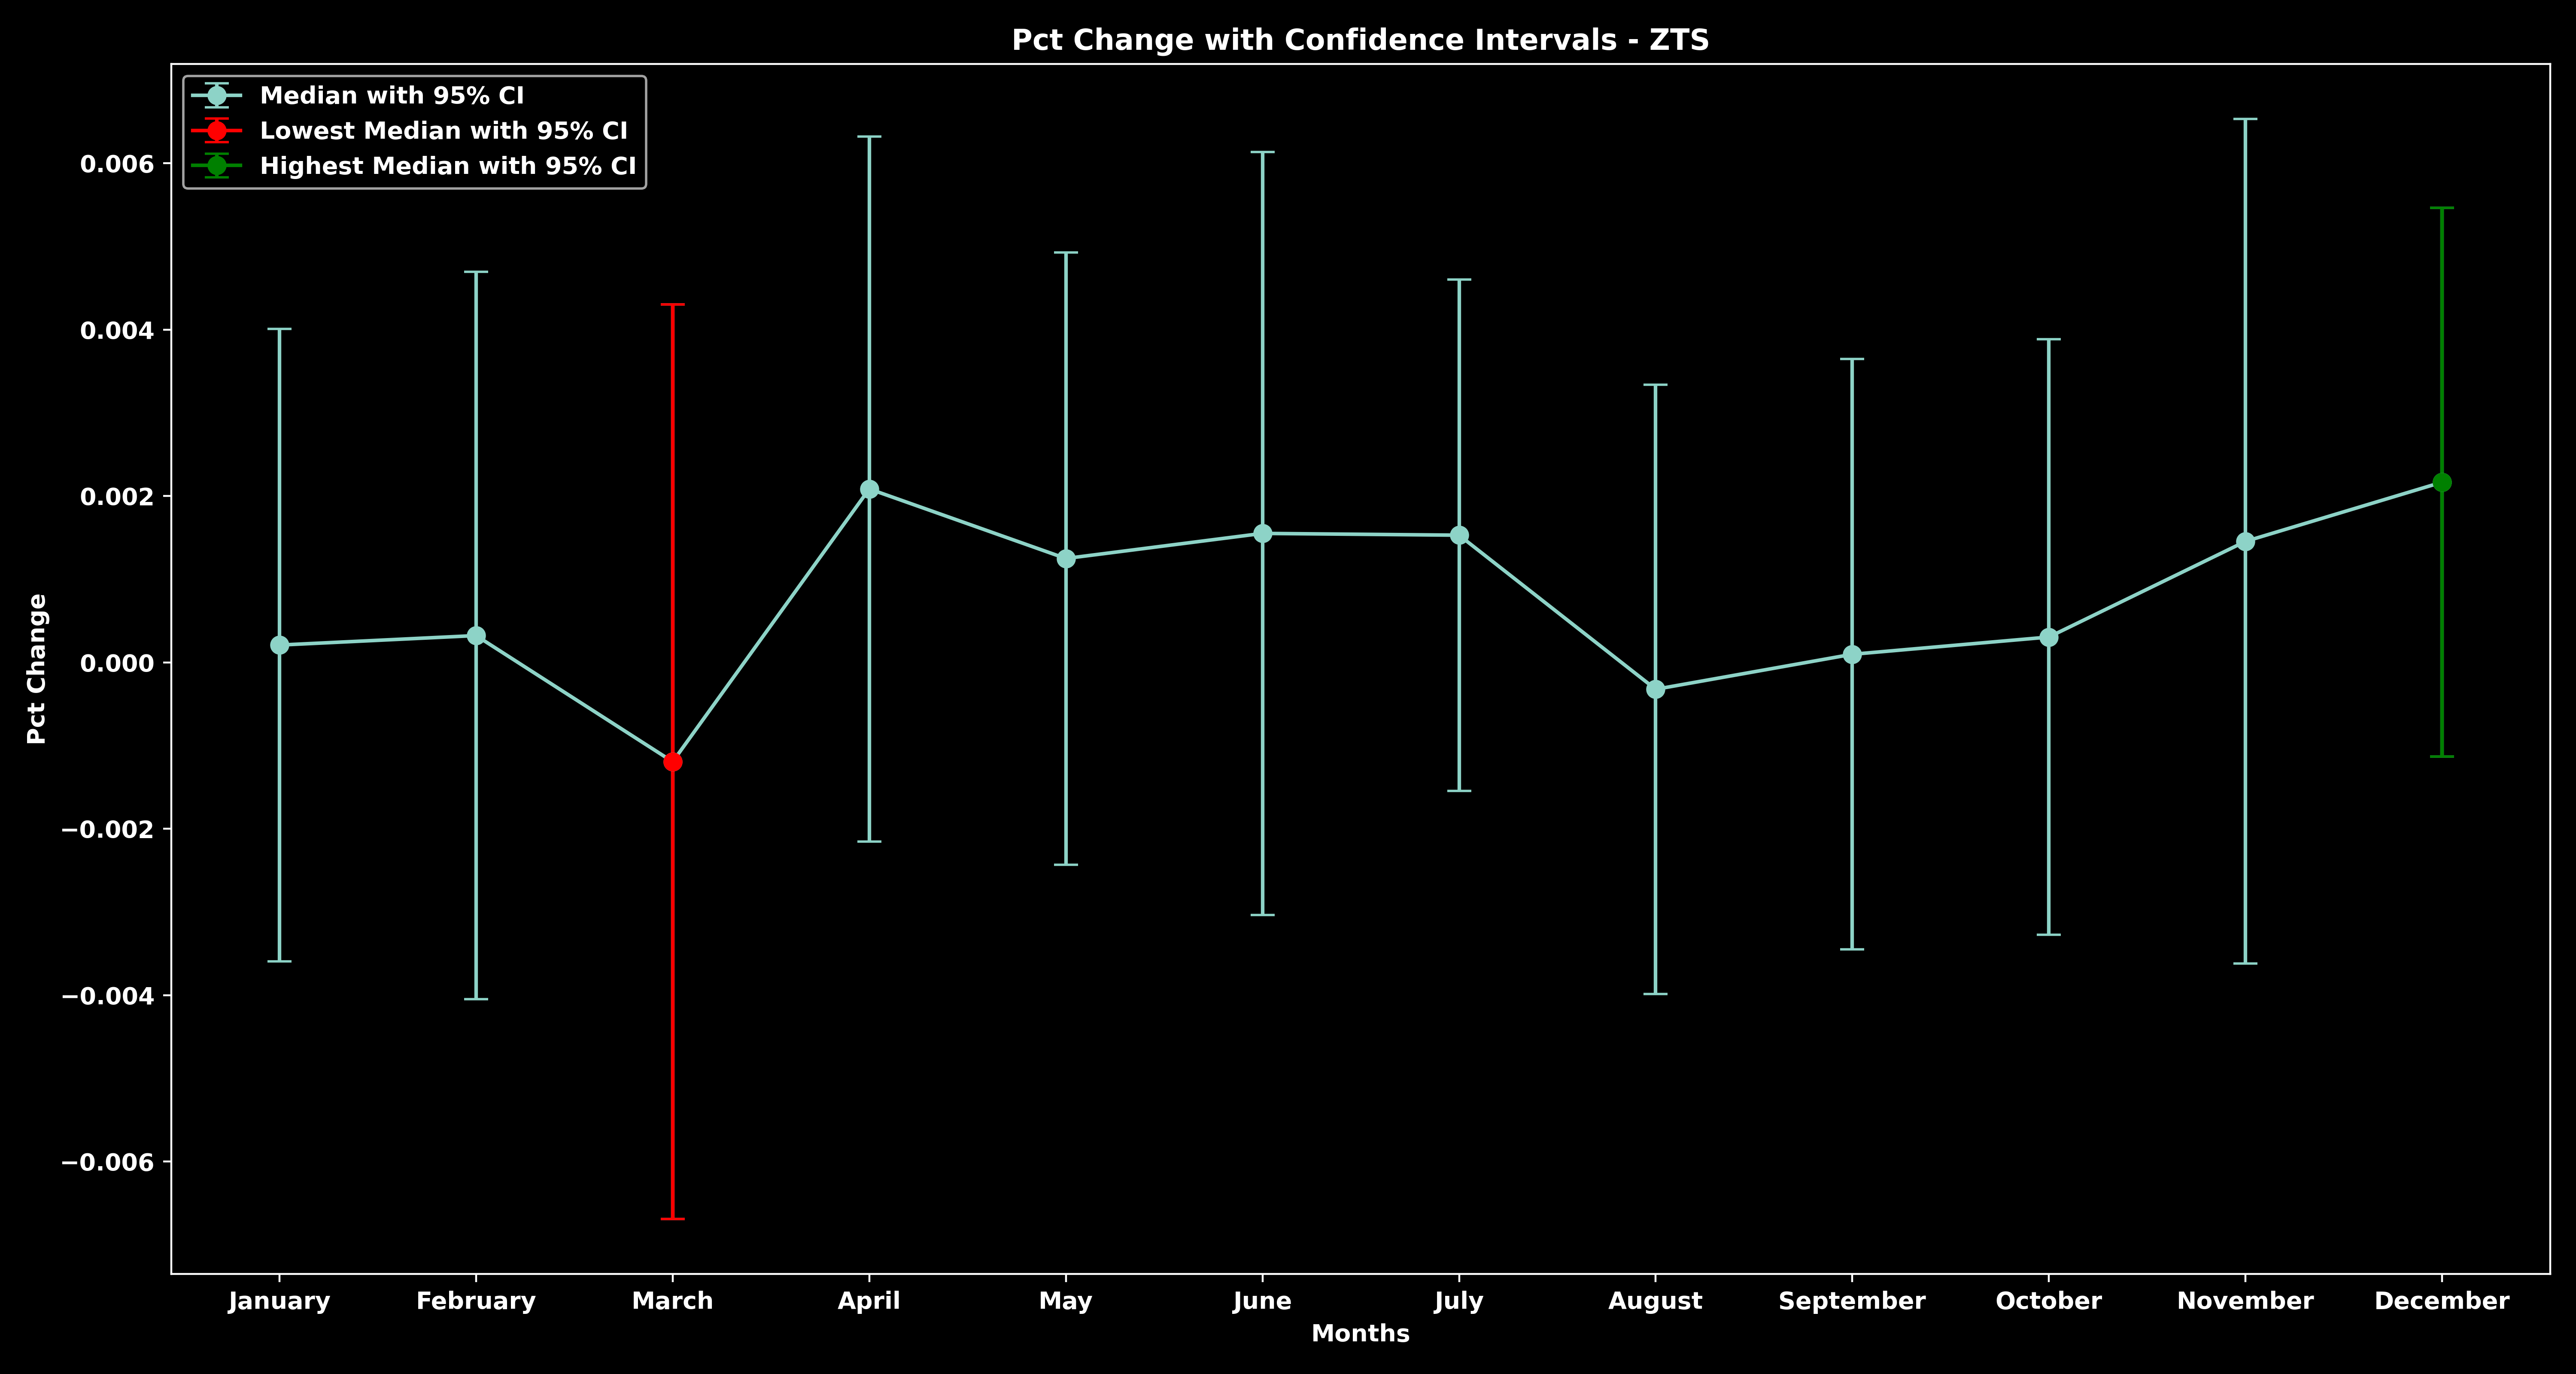 Pct Change with Confidence Intervals - ZTS
Median with 95% CI
Lowest Median with 95% CI
Highest Median with 95% CI
0.006
0.004
0.002
0.000
−0.002
−0.004
−0.006
Pct Change
January February March April May June July August September October November December
Months